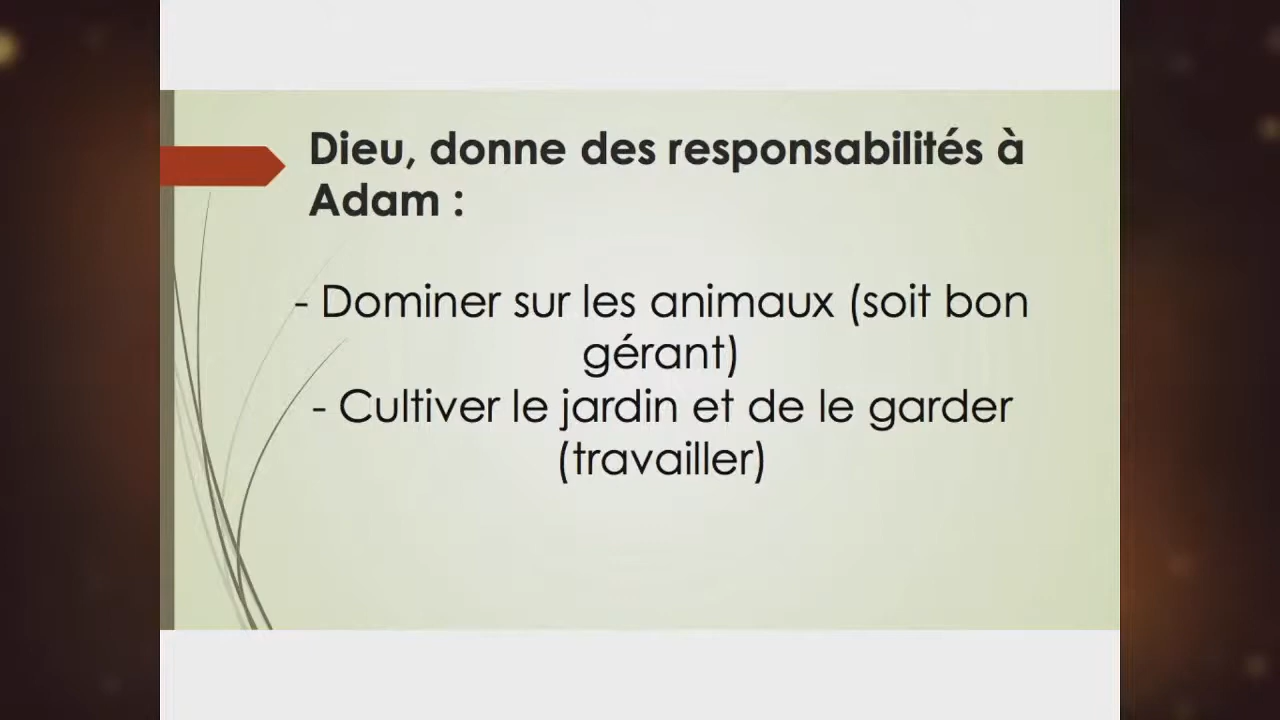 Dieu, donne des responsabilités à
Adam :
- Dominer sur les animaux (soit bon
gérant)
- Cultiver le jardin et de le garder
(travailler)